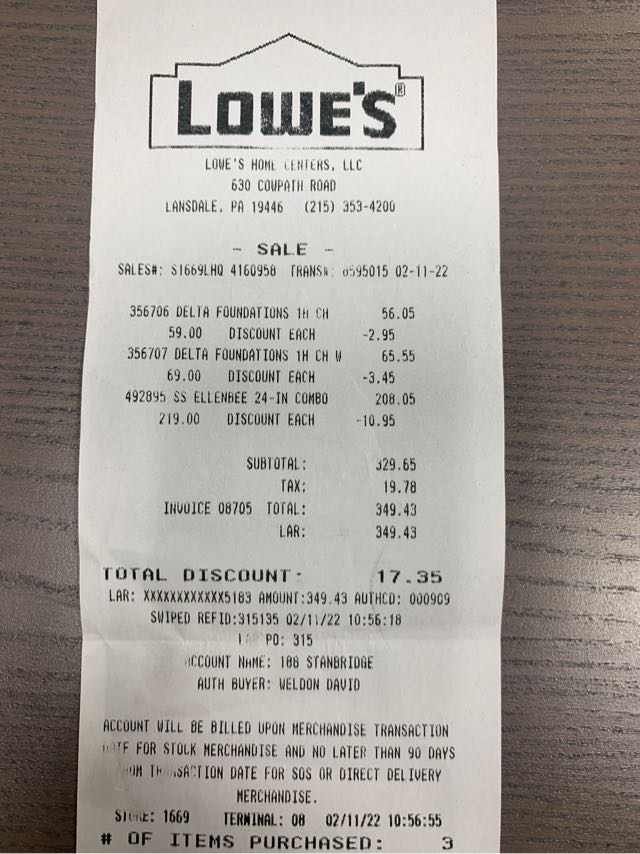 LOWE'S®
LOWE'S HOME CENTERS, LLC
630 COWPATH ROAD
LANSDALE, PA 19446 (215) 353-4200
- SALE -
SALES#: S1669LHQ 4160958 TRANS#: 6595015 02-11-22
356706 DELTA FOUNDATIONS 1H CH 56.05
59.00 DISCOUNT EACH -2.95
356707 DELTA FOUNDATIONS 1H CH W 65.55
69.00 DISCOUNT EACH -3.45
492895 SS ELLENBEE 24-IN COMBO 208.05
219.00 DISCOUNT EACH -10.95
SUBTOTAL: 329.65
TAX: 19.78
INVOICE 08705 TOTAL: 349.43
LAR: 349.43
TOTAL DISCOUNT: 17.35
LAR: XXXXXXXXXXXX5183 AMOUNT:349.43 AUTHCD: 000909
SWIPED REFID:315135 02/11/22 10:56:18
PO: 315
ACCOUNT NAME: 188 STANBRIDGE
AUTH BUYER: WELDON DAVID
ACCOUNT WILL BE BILLED UPON MERCHANDISE TRANSACTION
DATE FOR STOCK MERCHANDISE AND NO LATER THAN 90 DAYS
FROM TRANSACTION DATE FOR SOS OR DIRECT DELIVERY
MERCHANDISE.
STORE: 1669 TERMINAL: 08 02/11/22 10:56:55
# OF ITEMS PURCHASED: 3